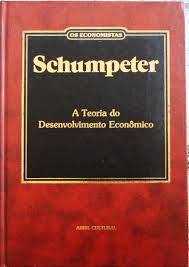 OS ECONOMISTAS
Schumpeter
A Teoria do
Desenvolvimento Econômico
ABRIL CULTURAL